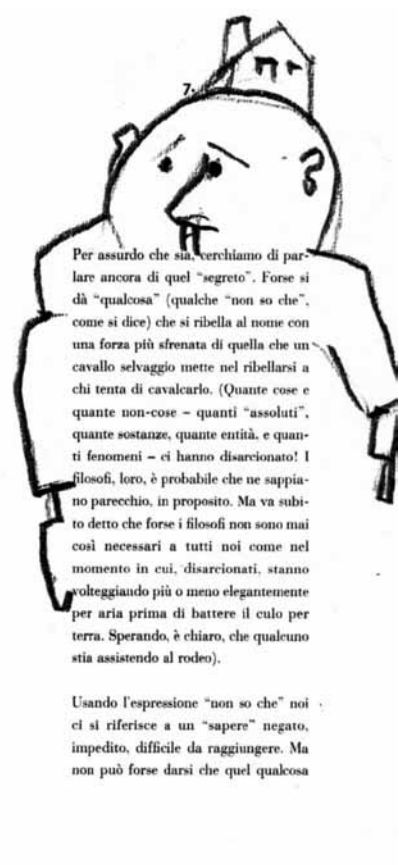 7.
Per assurdo che sia, cerchiamo di par-
lare ancora di quel “segreto”. Forse si
dà “qualcosa” (qualche “non so che”,
come si dice) che si ribella al nome con
una forza più sfrenata di quella che un
cavallo selvaggio mette nel ribellarsi a
chi tenta di cavalcarlo. (Quante cose e
quante non-cose – quanti “assoluti”,
quante sostanze, quante entità, e quan-
ti fenomeni – ci hanno disarcionato! I
filosofi, loro, è probabile che ne sappia-
no parecchio, in proposito. Ma va subi-
to detto che forse i filosofi non sono mai
così necessari a tutti noi come nel
momento in cui, disarcionati, stanno
volteggiando più o meno elegantemente
per aria prima di battere il culo per
terra. Sperando, è chiaro, che qualcuno
stia assistendo al rodeo).
Usando l'espressione “non so che” noi
ci si riferisce a un “sapere” negato,
impedito, difficile da raggiungere. Ma
non può forse darsi che quel qualcosa